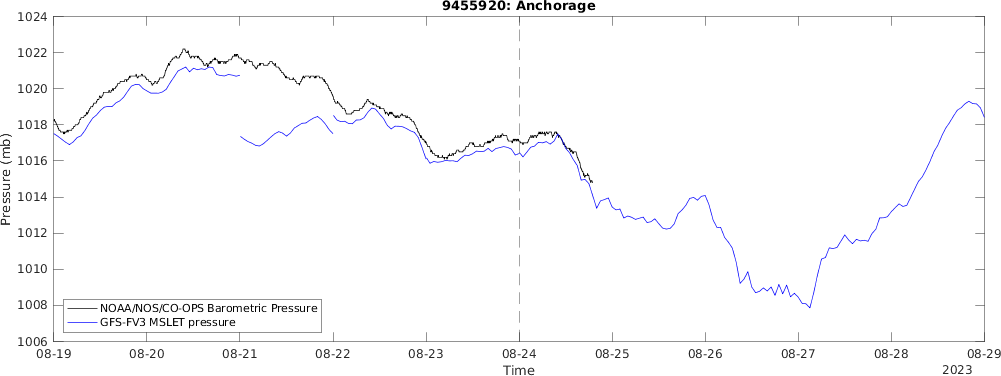 9455920: Anchorage
Pressure (mb)
1024
1022
1020
1018
1016
1014
1012
1010
1008
1006
NOAA/NOS/CO-OPS Barometric Pressure
GFS-FV3 MSLET pressure
08-19 08-20 08-21 08-22 08-23 08-24 08-25 08-26 08-27 08-28 08-29
Time
2023